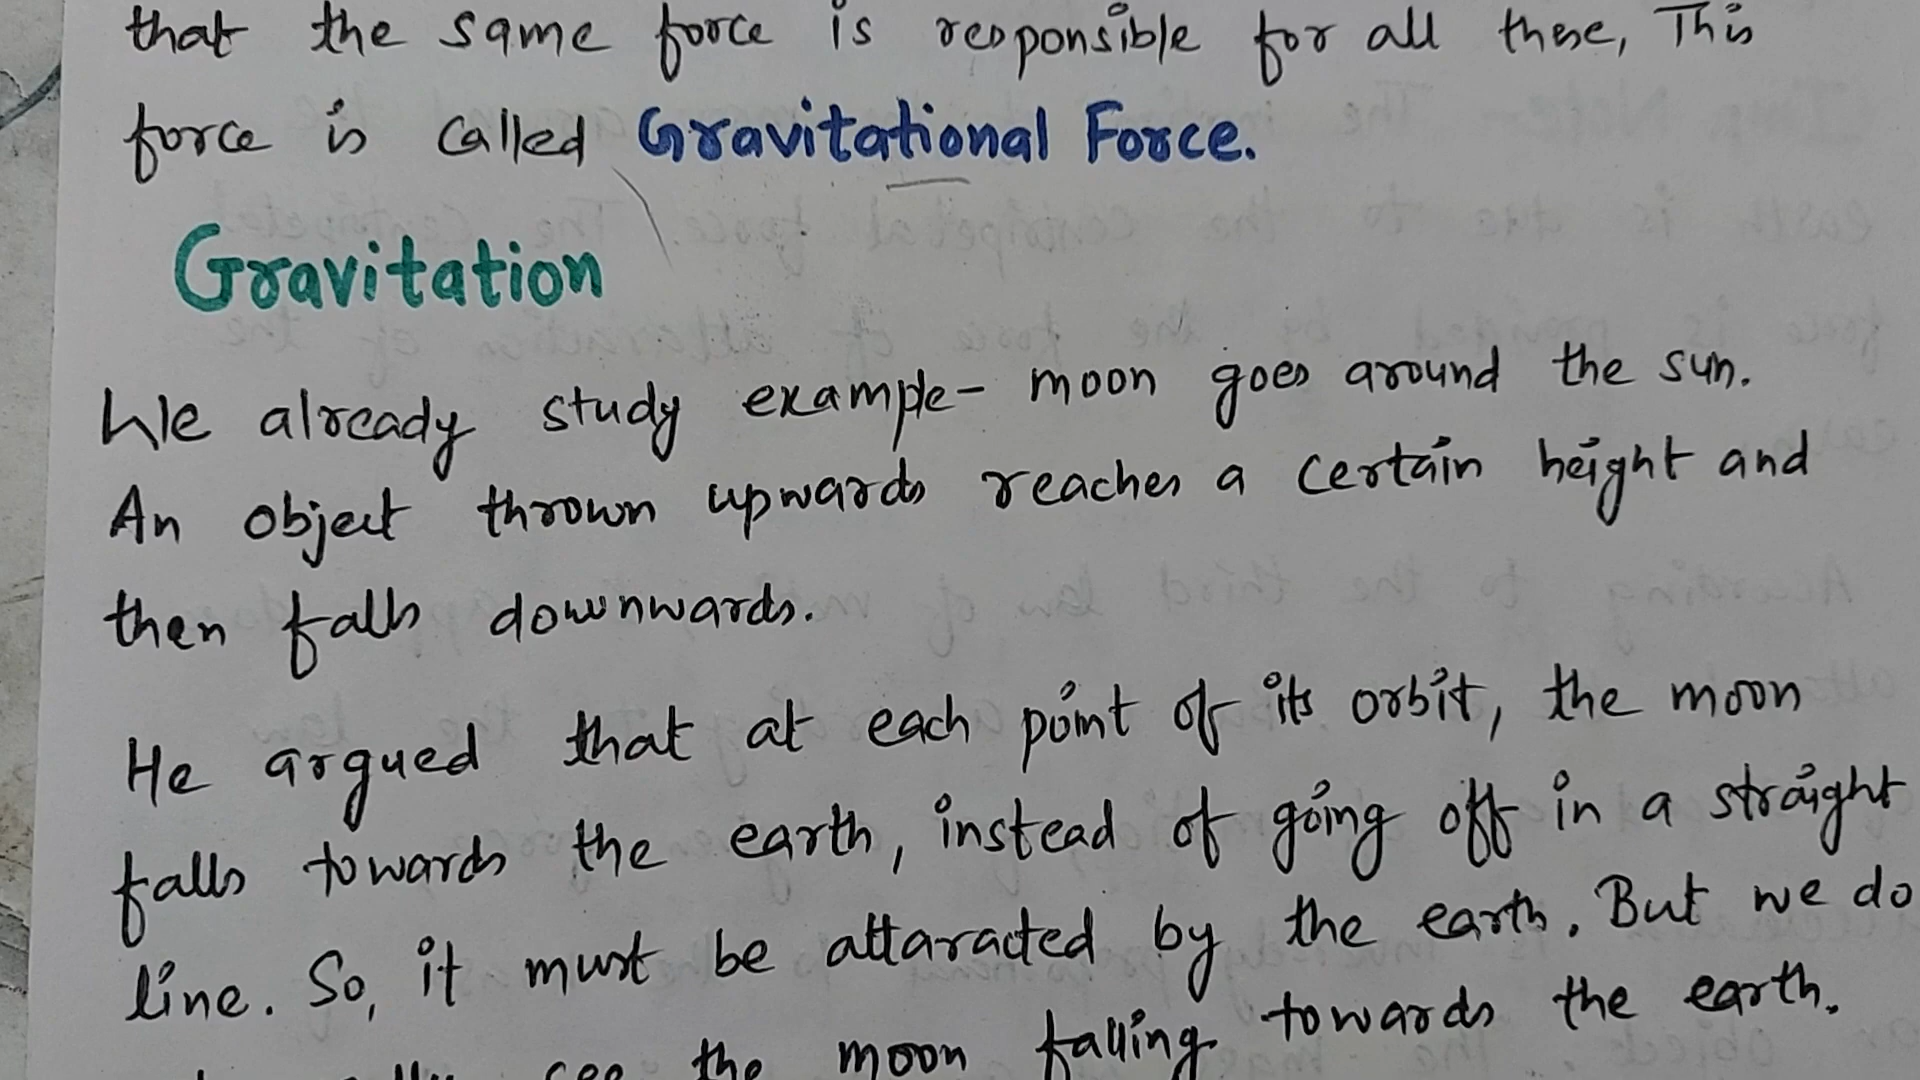 that the same force is responsible for all these, This
force is called Gravitational Force.
Gravitation
We already study example- moon goes around the sun.
An object thrown upwards reaches a certain height and
then falls downwards.
He argued that at each point of its orbit, the moon
falls towards the earth, instead of going off in a straight
line. So, it must be attaracted by the earth. But we do
see the moon falling towards the earth.